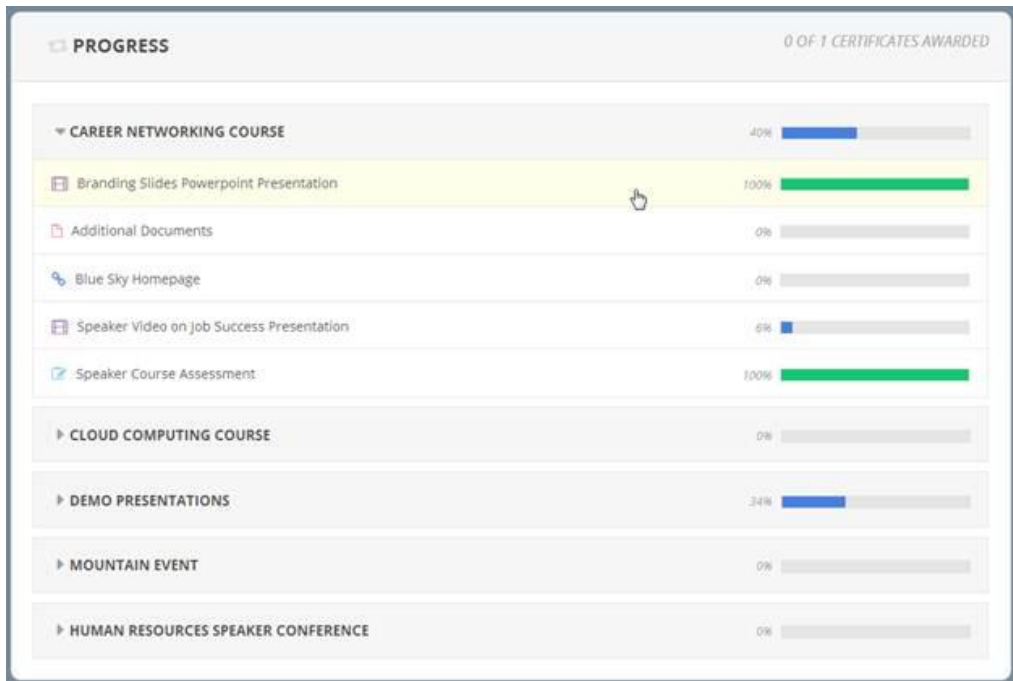 PROGRESS
0 OF 1 CERTIFICATES AWARDED
CAREER NETWORKING COURSE 40%
Branding Slides Powerpoint Presentation 100%
Additional Documents 0%
Blue Sky Homepage 0%
Speaker Video on Job Success Presentation 6%
Speaker Course Assessment 100%
CLOUD COMPUTING COURSE 0%
DEMO PRESENTATIONS 34%
MOUNTAIN EVENT 0%
HUMAN RESOURCES SPEAKER CONFERENCE 0%